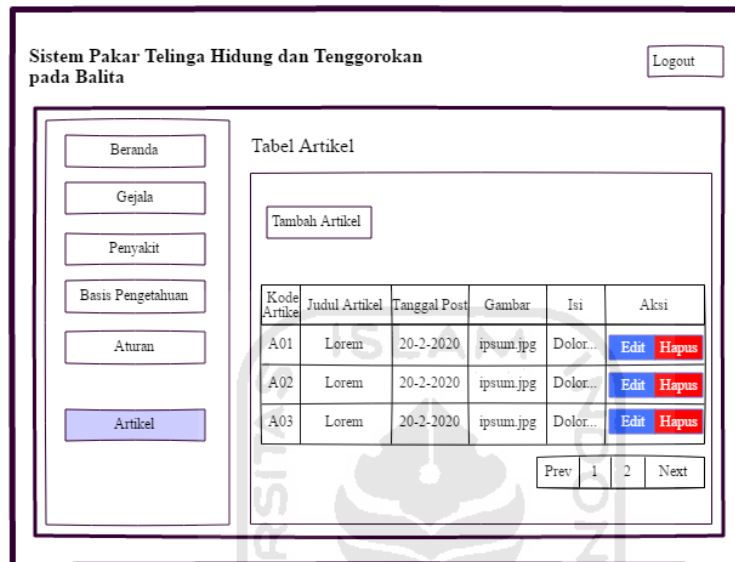 Sistem Pakar Telinga Hidung dan Tenggorokan
pada Balita
Logout
Beranda
Gejala
Penyakit
Basis Pengetahuan
Aturan
Artikel
Tabel Artikel
Tambah Artikel
Kode Artikel Judul Artikel Tanggal Post Gambar Isi Aksi
A01 Lorem 20-2-2020 ipsum.jpg Dolor... Edit Hapus
A02 Lorem 20-2-2020 ipsum.jpg Dolor... Edit Hapus
A03 Lorem 20-2-2020 ipsum.jpg Dolor... Edit Hapus
Prev 1 2 Next
ISLAM